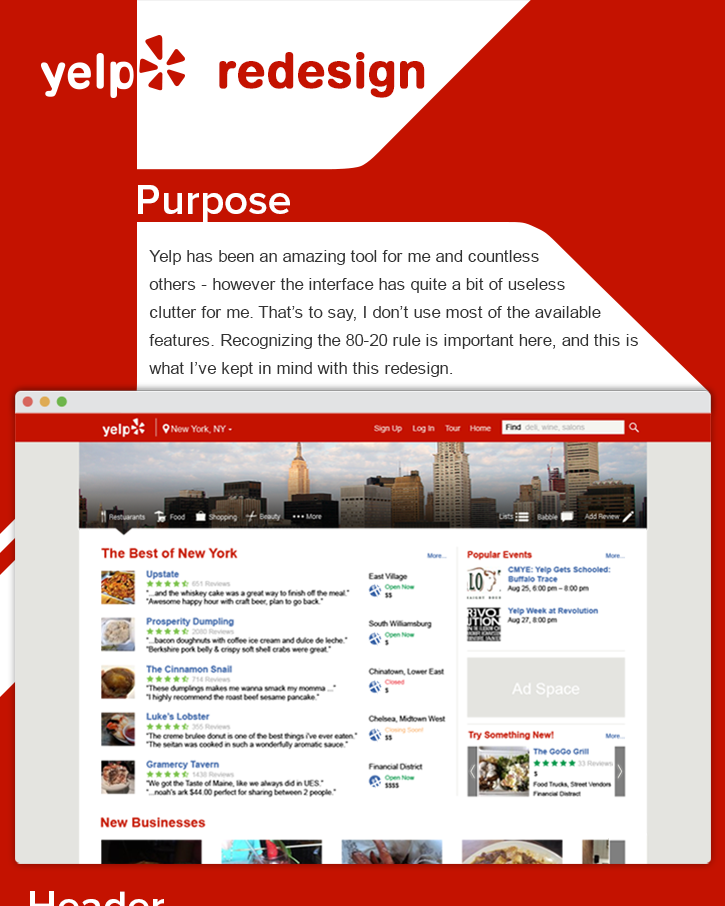 yelp redesign
Purpose
Yelp has been an amazing tool for me and countless
others - however the interface has quite a bit of useless
clutter for me. That's to say, I don't use most of the available
features. Recognizing the 80-20 rule is important here, and this is
what I've kept in mind with this redesign.
yelp New York, NY Sign Up Log In Tour Home Find deli, wine, salons
Restuarants Food Shopping Beauty More Lists Babble Add Review
The Best of New York More...
Upstate
651 Reviews
"...and the whiskey cake was a great way to finish off the meal."
"Awesome happy hour with craft beer, plan to go back."
East Village
Open Now
$$
Prosperity Dumpling
2080 Reviews
"...bacon doughnuts with coffee ice cream and dulce de leche."
"Berkshire pork belly & crispy soft shell crabs were great."
South Williamsburg
Open Now
$
The Cinnamon Snail
714 Reviews
"These dumplings makes me wanna smack my momma ..."
"I highly recommend the roast beef sesame pancake."
Chinatown, Lower East
Closed
$
Luke's Lobster
355 Reviews
"The creme brulee donut is one of the best things i've ever eaten."
"The seitan was cooked in such a wonderfully aromatic sauce."
Chelsea, Midtown West
Closing Soon!
$$
Gramercy Tavern
1438 Reviews
"We got the Taste of Maine, like we always did in UES."
"...noah's ark $44.00 perfect for sharing between 2 people."
Financial District
Open Now
$$$$
Popular Events More...
CMYE: Yelp Gets Schooled:
Buffalo Trace
Aug 25, 6:00 pm – 8:00 pm
Yelp Week at Revolution
Aug 27, 8:00 pm
Ad Space
Try Something New! More...
The GoGo Grill
33 Reviews
$
Food Trucks, Street Vendors
Financial Distract
New Businesses
Header